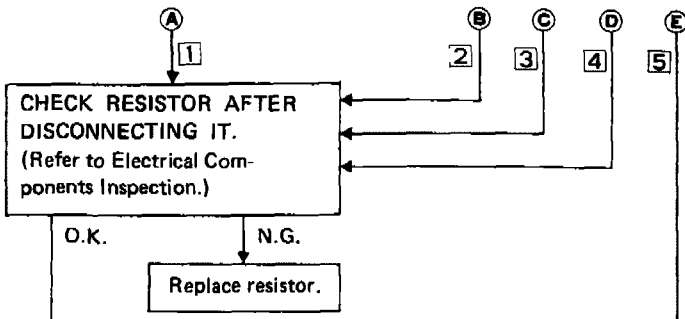 A B C D E
1 2 3 4 5
CHECK RESISTOR AFTER
DISCONNECTING IT.
(Refer to Electrical Com-
ponents Inspection.)
O.K. N.G.
Replace resistor.